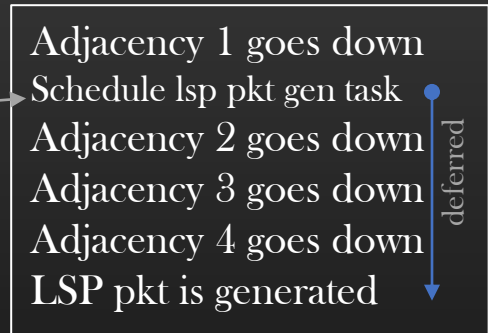 Adjacency 1 goes down
Schedule lsp pkt gen task
Adjacency 2 goes down
Adjacency 3 goes down
Adjacency 4 goes down
LSP pkt is generated
deferred